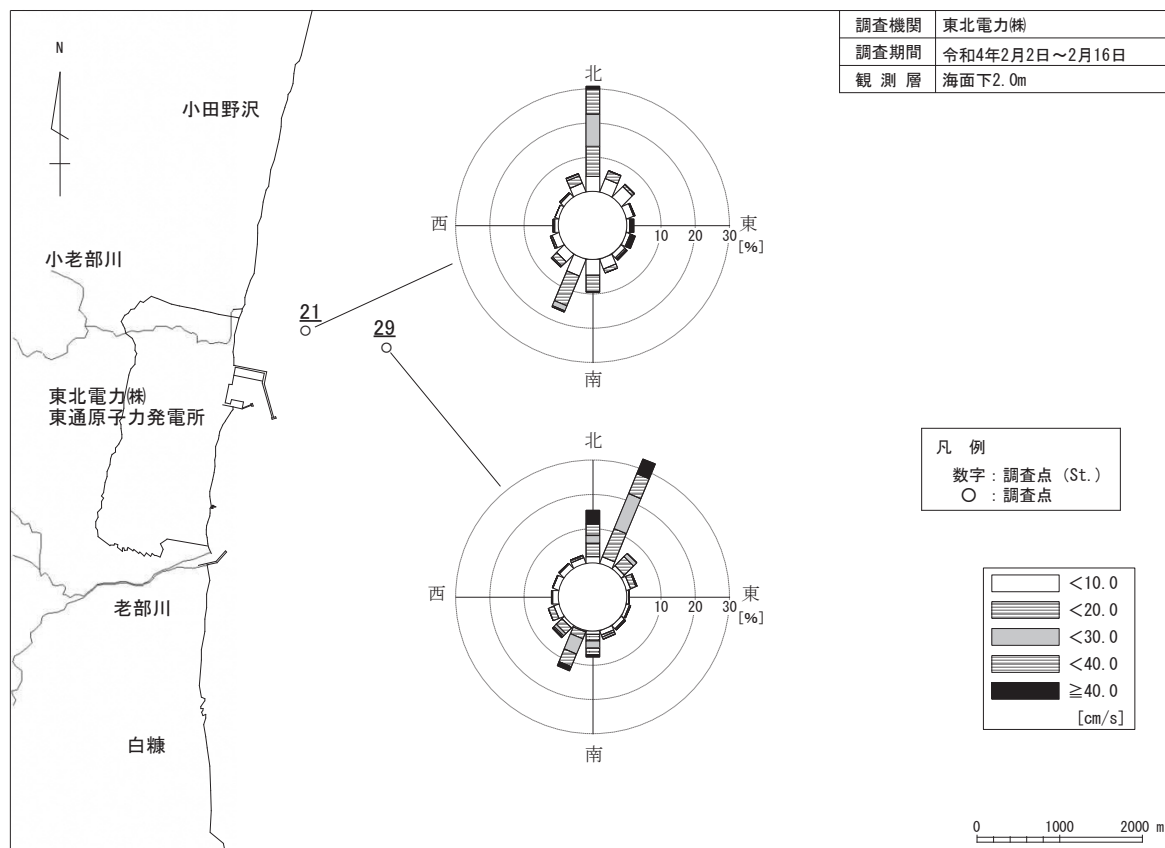 調査機関 東北電力㈱
調査期間 令和4年2月2日～2月16日
観測層 海面下2.0m
N
小田野沢
北
西
東
10 20 30
[%]
南
小老部川
21
29
東北電力㈱
東通原子力発電所
北
西
東
10 20 30
[%]
南
凡 例
数字：調査点 (St.)
○ ：調査点
<10.0
<20.0
<30.0
<40.0
≧40.0
[cm/s]
老部川
白糠
0 1000 2000 m